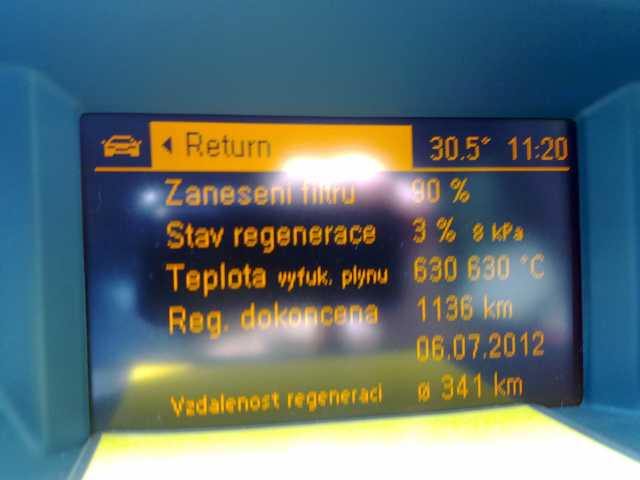 Return 30.5° 11:20
Zaneseni filtru 90 %
Stav regenerace 3 % 8 kPa
Teplota vyfuk. plynu 630 630 °C
Reg. dokoncena 1136 km
06.07.2012
Vzdalenost regeneraci ø 341 km